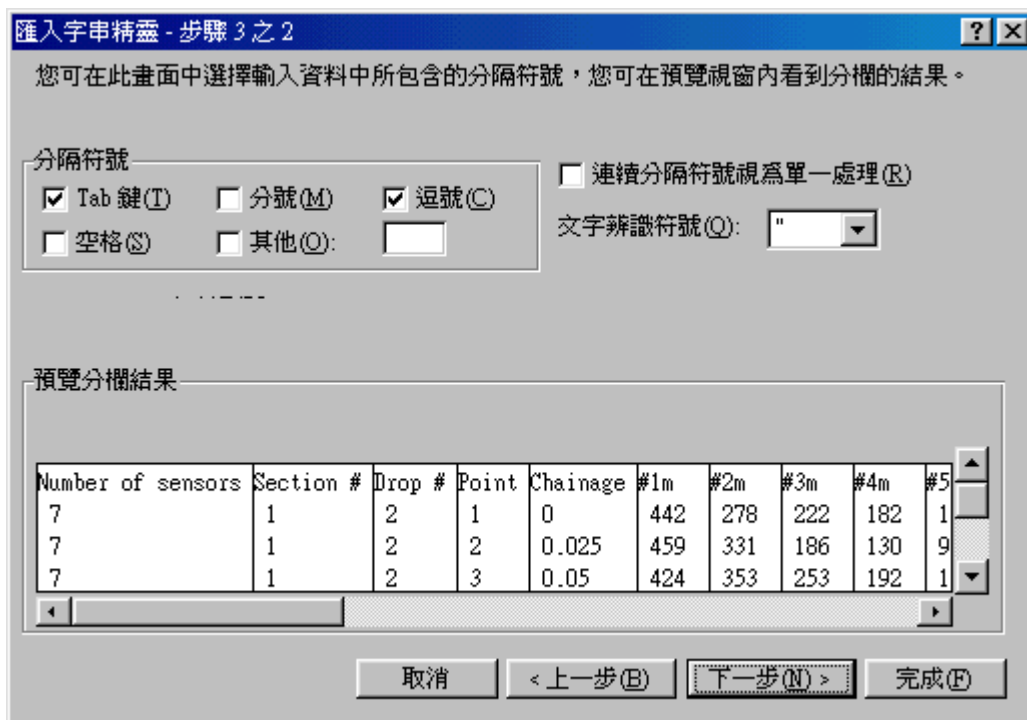 匯入字串精靈 - 步驟 3 之 2
您可在此畫面中選擇輸入資料中所包含的分隔符號，您可在預覽視窗內看到分欄的結果。
分隔符號
Tab 鍵(T) 分號(M) 逗號(C)
空格(S) 其他(O):
連續分隔符號視為單一處理(R)
文字辨識符號(Q): "
預覽分欄結果
Number of sensors Section # Drop # Point Chainage #1m #2m #3m #4m #5
7 1 2 1 0 442 278 222 182 1
7 1 2 2 0.025 459 331 186 130 9
7 1 2 3 0.05 424 353 253 192 1
取消 < 上一步(B) 下一步(N) > 完成(F)